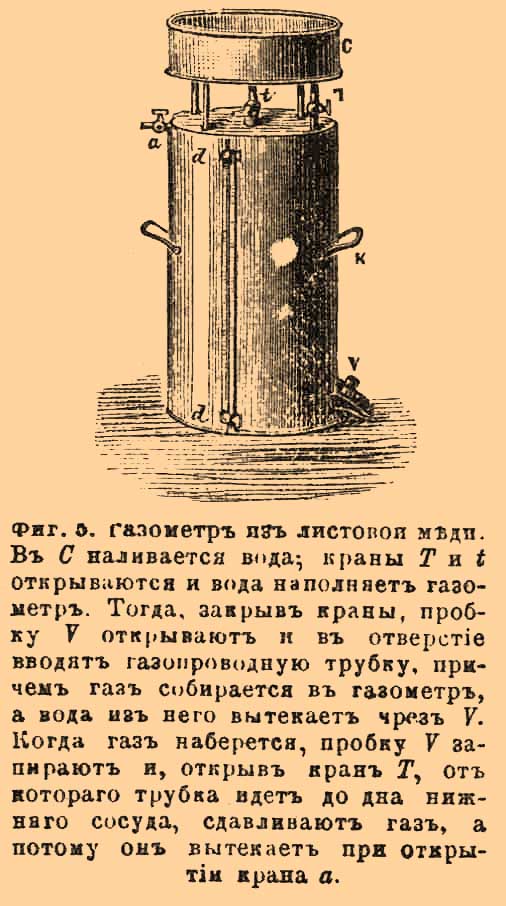 C
t
T
a
d
к
V
d
Фиг. 5. Газометръ изъ листовой мѣди.
Въ C наливается вода; краны T и t
открываются и вода наполняетъ газо-
метръ. Тогда, закрывъ краны, проб-
ку V открываютъ и въ отверстіе
вводятъ газопроводную трубку, при-
чемъ газъ собирается въ газометръ,
а вода изъ него вытекаетъ чрезъ V.
Когда газъ наберется, пробку V за-
пираютъ и, открывъ кранъ T, отъ
котораго трубка идетъ до дна ниж-
няго сосуда, сдавливаютъ газъ, а
потому онъ вытекаетъ при откры-
тіи крана a.